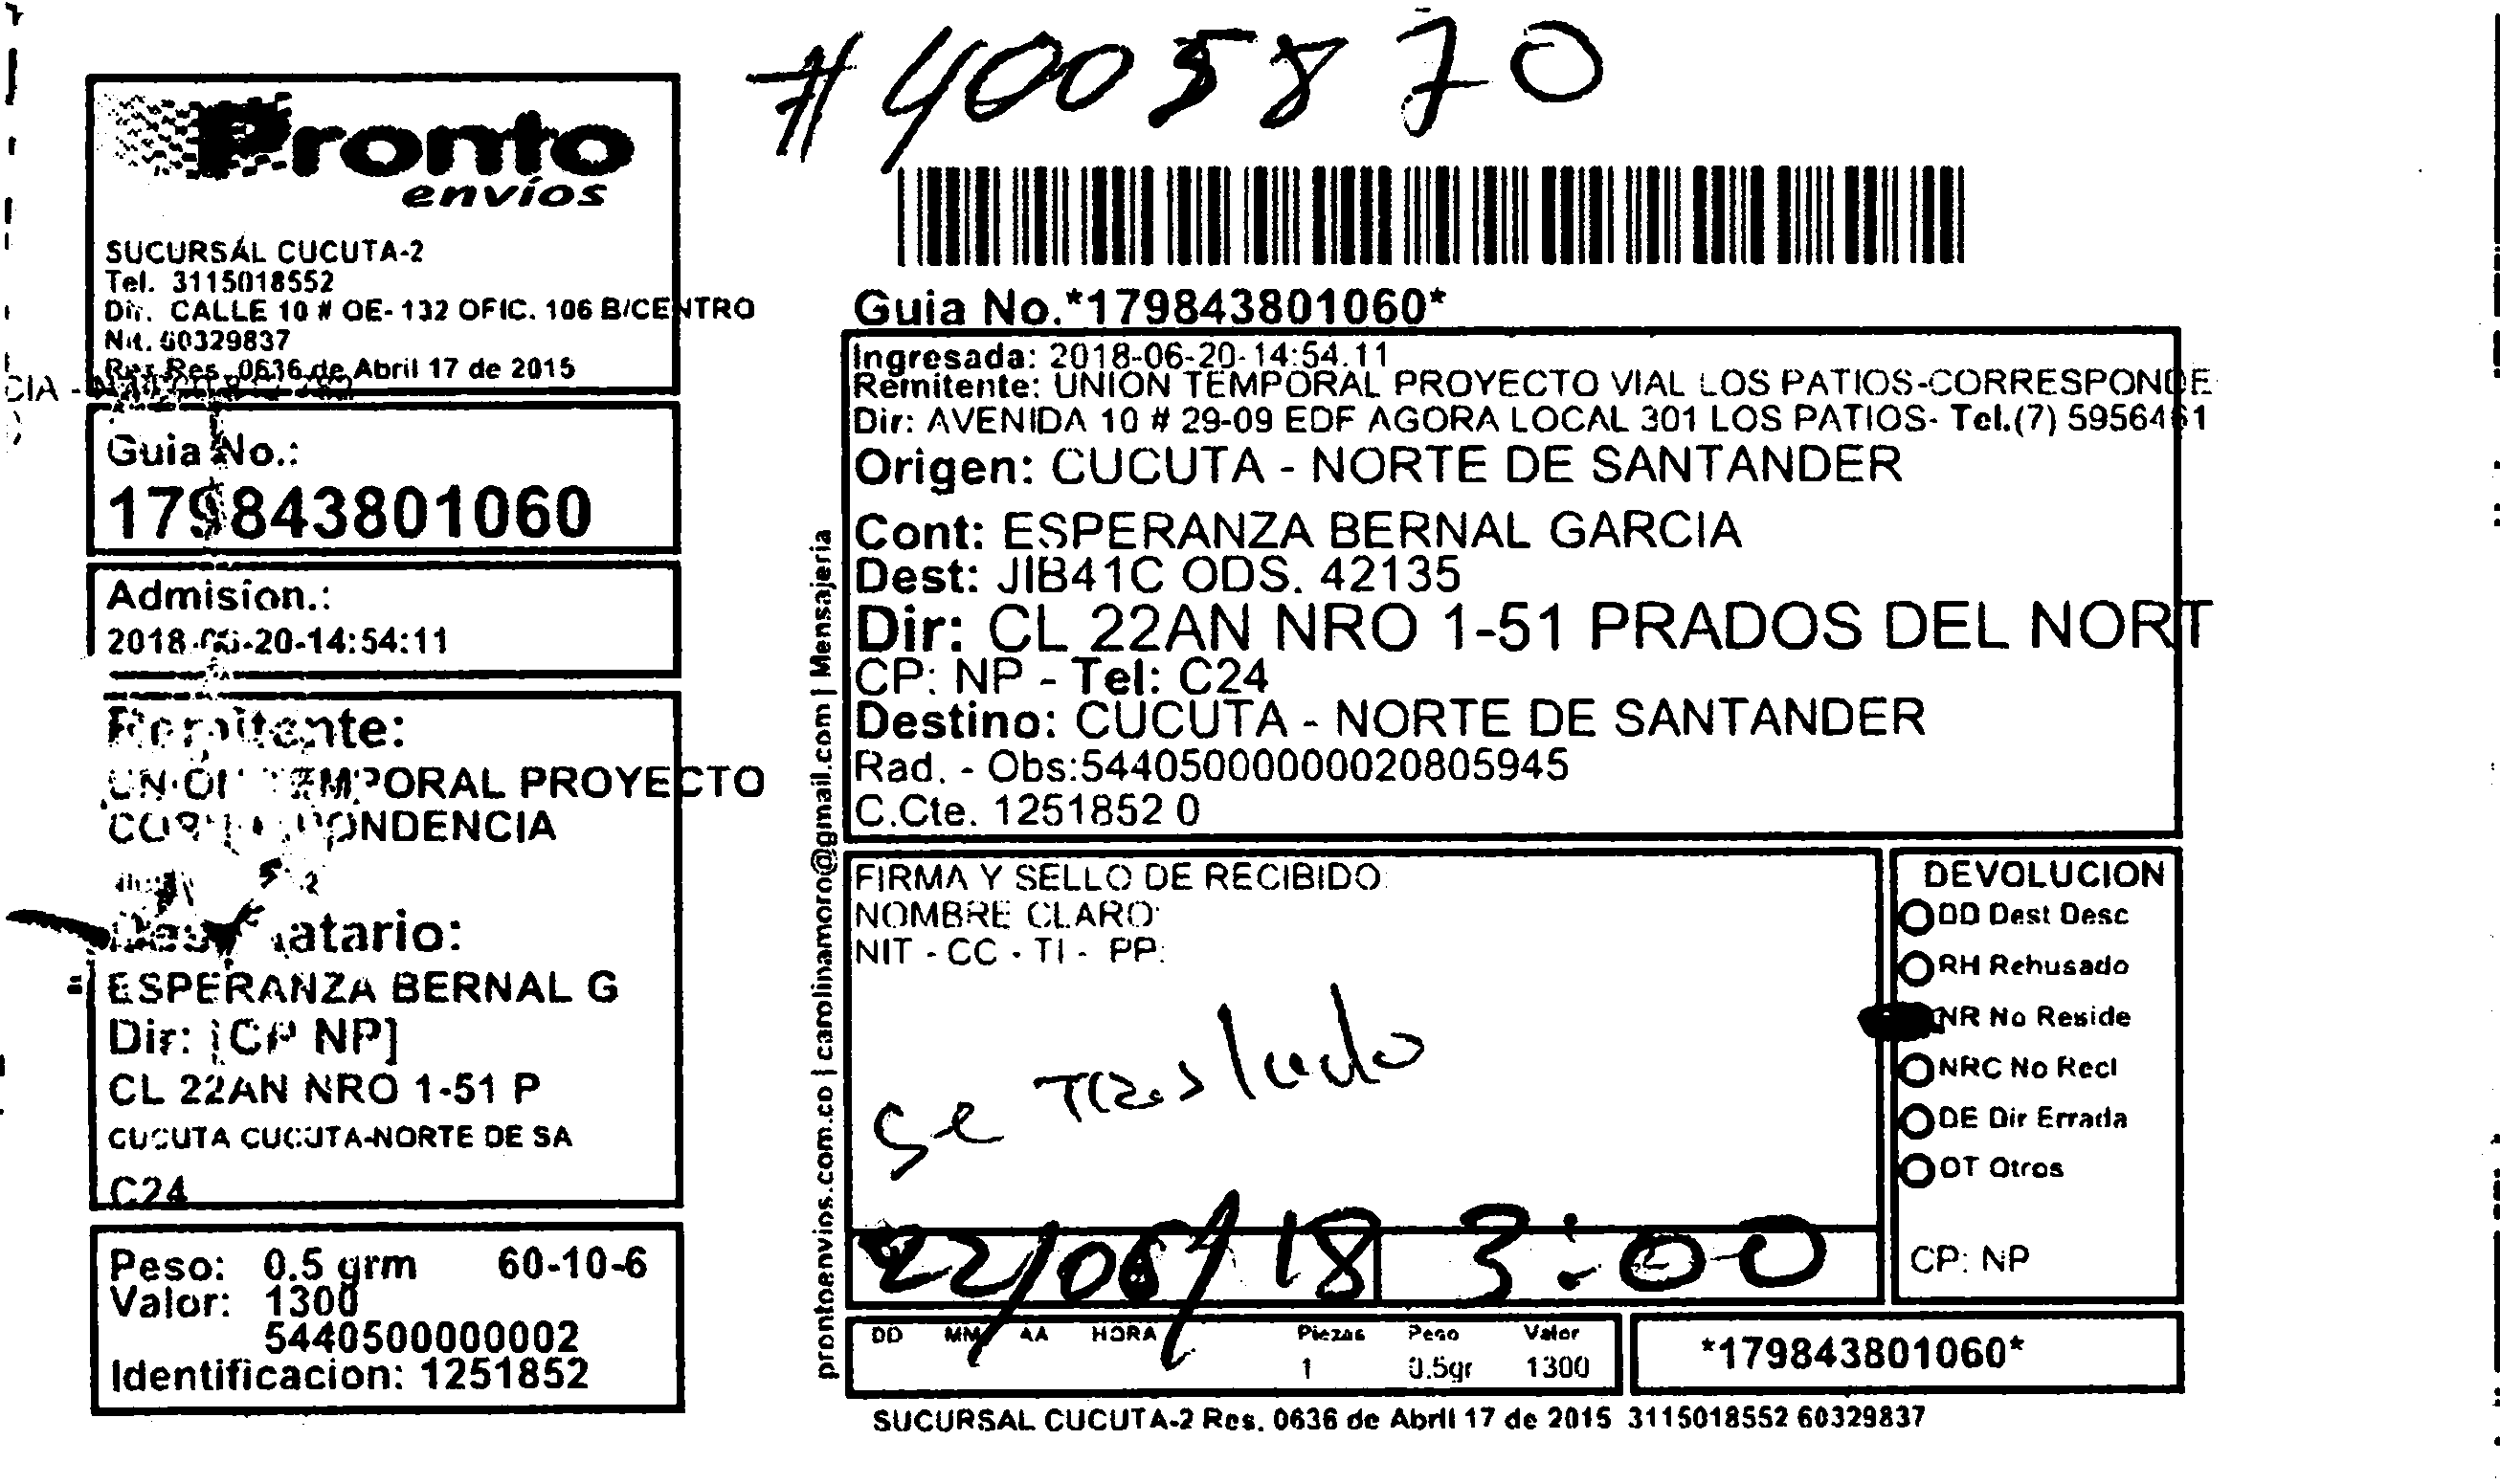 #4005870
Pronto
envíos
SUCURSAL CUCUTA-2
Tel. 3115018552
Dir. CALLE 10 # OE-132 OFIC. 106 B/CENTRO
Nit. 60329837
Res. 0636 de Abril 17 de 2015
CIA -
Guia No.:
179843801060
Admision.:
2018-06-20-14:54:11
Remitente:
UNION TEMPORAL PROYECTO
CORRESPONDENCIA
Destinatario:
ESPERANZA BERNAL G
Dir: [CP NP]
CL 22AN NRO 1-51 P
CUCUTA CUCUTA-NORTE DE SA
C24
Peso: 0.5 grm 60-10-6
Valor: 1300
5440500000002
Identificacion: 1251852
prontoenvios.com.co | carolinamoro@gmail.com | Mensajeria
Guia No.*179843801060*
Ingresada: 2018-06-20-14:54.11
Remitente: UNION TEMPORAL PROYECTO VIAL LOS PATIOS-CORRESPONDE
Dir: AVENIDA 10 # 29-09 EDF AGORA LOCAL 301 LOS PATIOS- Tel.(7) 5956461
Origen: CUCUTA - NORTE DE SANTANDER
Cont: ESPERANZA BERNAL GARCIA
Dest: JIB41C ODS. 42135
Dir: CL 22AN NRO 1-51 PRADOS DEL NORT
CP: NP - Tel: C24
Destino: CUCUTA - NORTE DE SANTANDER
Rad. - Obs:54405000000020805945
C.Cte. 1251852 0
FIRMA Y SELLO DE RECIBIDO
NOMBRE CLARO
NIT - CC - TI - PP.
se Traslado
22/06/18 3:00
DEVOLUCION
DD Dest Desc
RH Rehusado
NR No Reside
NRC No Recl
DE Dir Errada
OT Otros
CP: NP
DD MM AA HORA Piezas Peso Valor
1 0.5gr 1300
*179843801060*
SUCURSAL CUCUTA-2 Res. 0636 de Abril 17 de 2015 3115018552 60329837